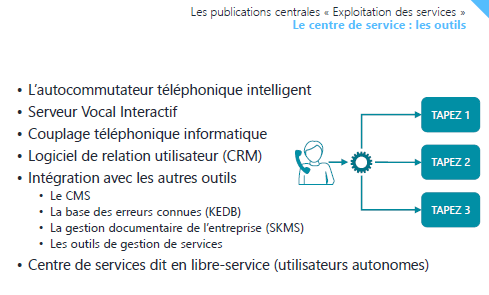 Les publications centrales « Exploitation des services »
Le centre de service : les outils
• L'autocommutateur téléphonique intelligent
• Serveur Vocal Interactif
• Couplage téléphonique informatique
• Logiciel de relation utilisateur (CRM)
• Intégration avec les autres outils
• Le CMS
• La base des erreurs connues (KEDB)
• La gestion documentaire de l'entreprise (SKMS)
• Les outils de gestion de services
• Centre de services dit en libre-service (utilisateurs autonomes)
TAPEZ 1
TAPEZ 2
TAPEZ 3